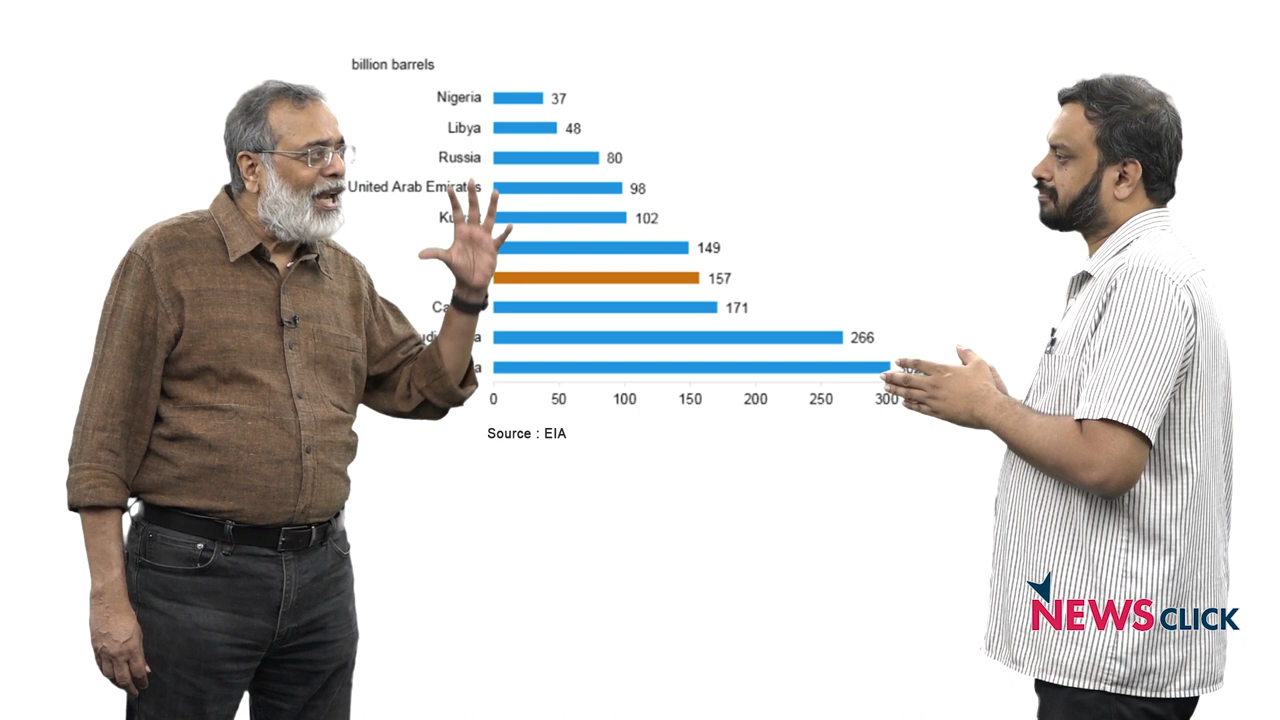 billion barrels
Nigeria 37
Libya 48
Russia 80
United Arab Emirates 98
102
149
157
171
266
0 50 100 150 200 250 300
Source : EIA
NEWSCLICK